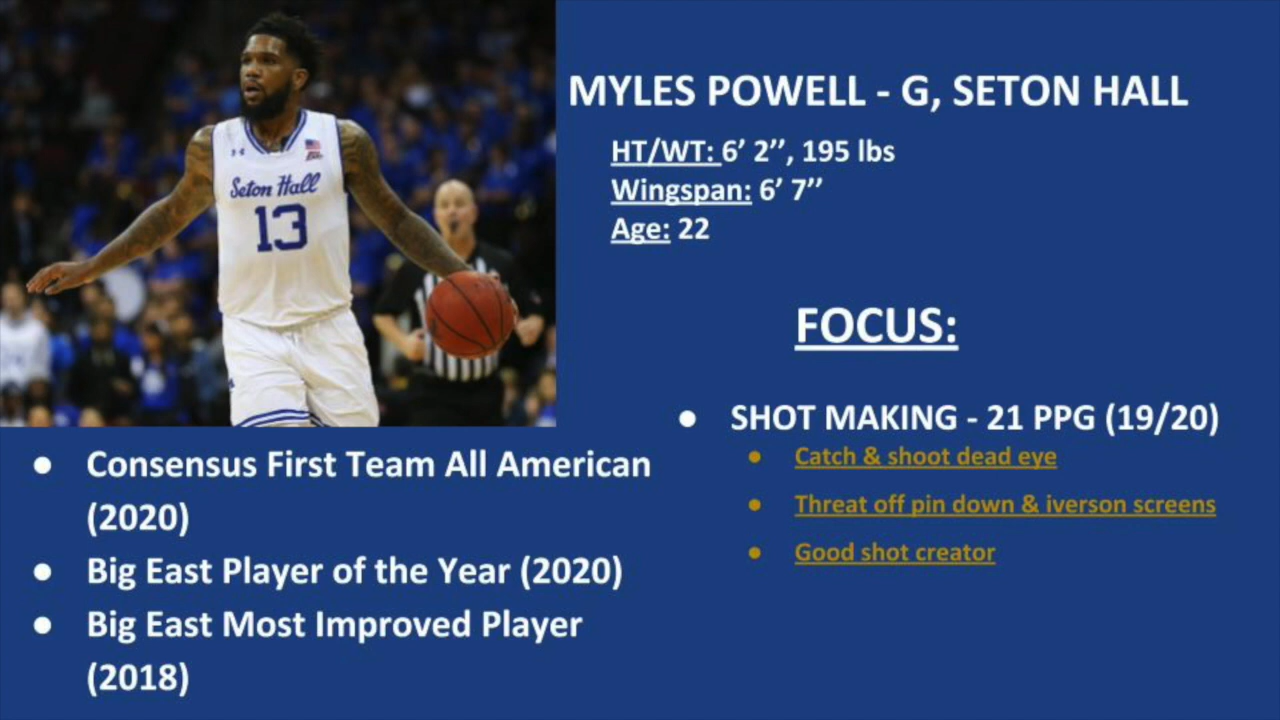 MYLES POWELL - G, SETON HALL
HT/WT: 6’ 2’’, 195 lbs
Wingspan: 6’ 7’’
Age: 22
Seton Hall
13
FOCUS:
● SHOT MAKING - 21 PPG (19/20)
● Catch & shoot dead eye
● Threat off pin down & iverson screens
● Good shot creator
● Consensus First Team All American
(2020)
● Big East Player of the Year (2020)
● Big East Most Improved Player
(2018)